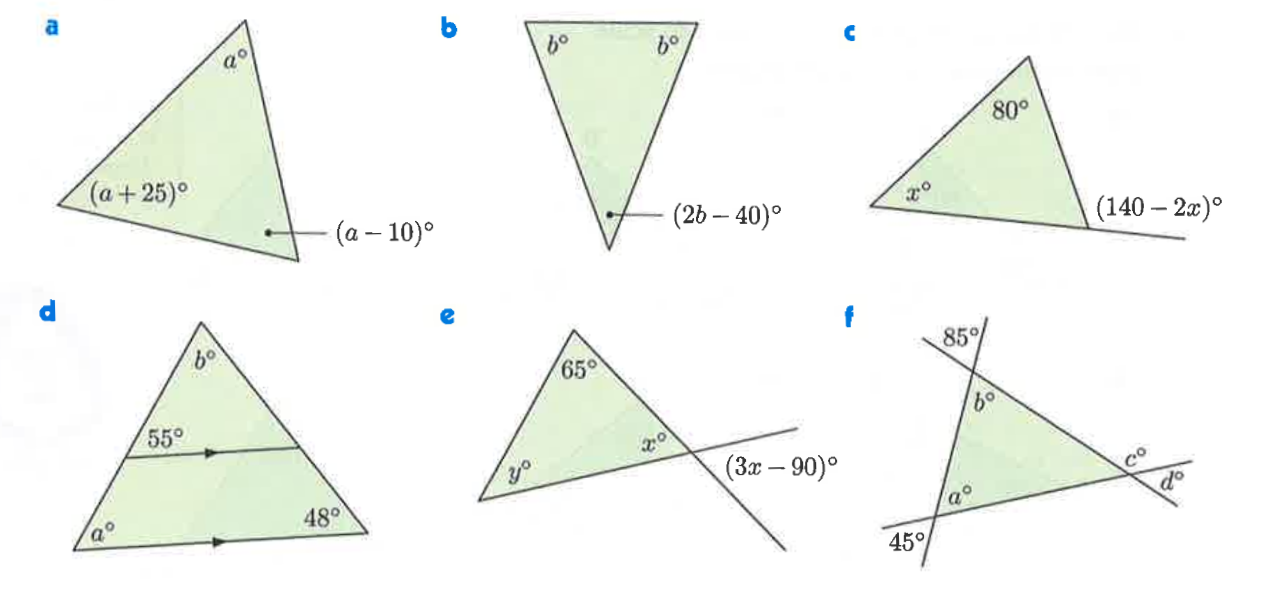 a
a°
(a + 25)°
(a − 10)°
b
b° b°
(2b − 40)°
c
80°
x°
(140 − 2x)°
d
b°
55°
a°
48°
e
65°
x°
y°
(3x − 90)°
f
85°
b°
c°
d°
a°
45°